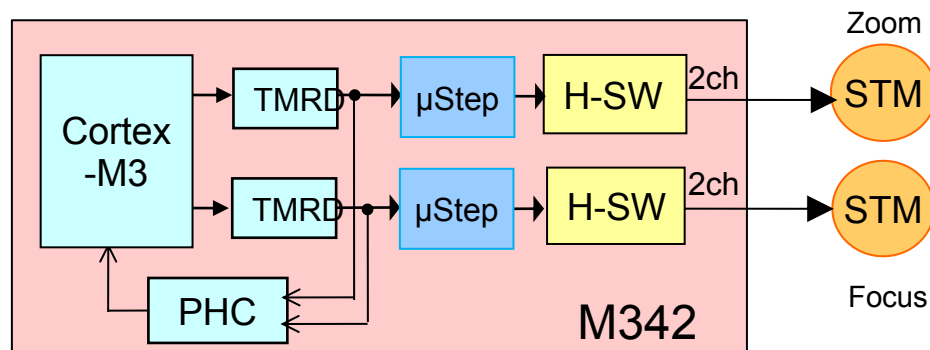 Zoom
Cortex
-M3
TMRD
µStep
H-SW
2ch
STM
TMRD
µStep
H-SW
2ch
STM
PHC
M342
Focus